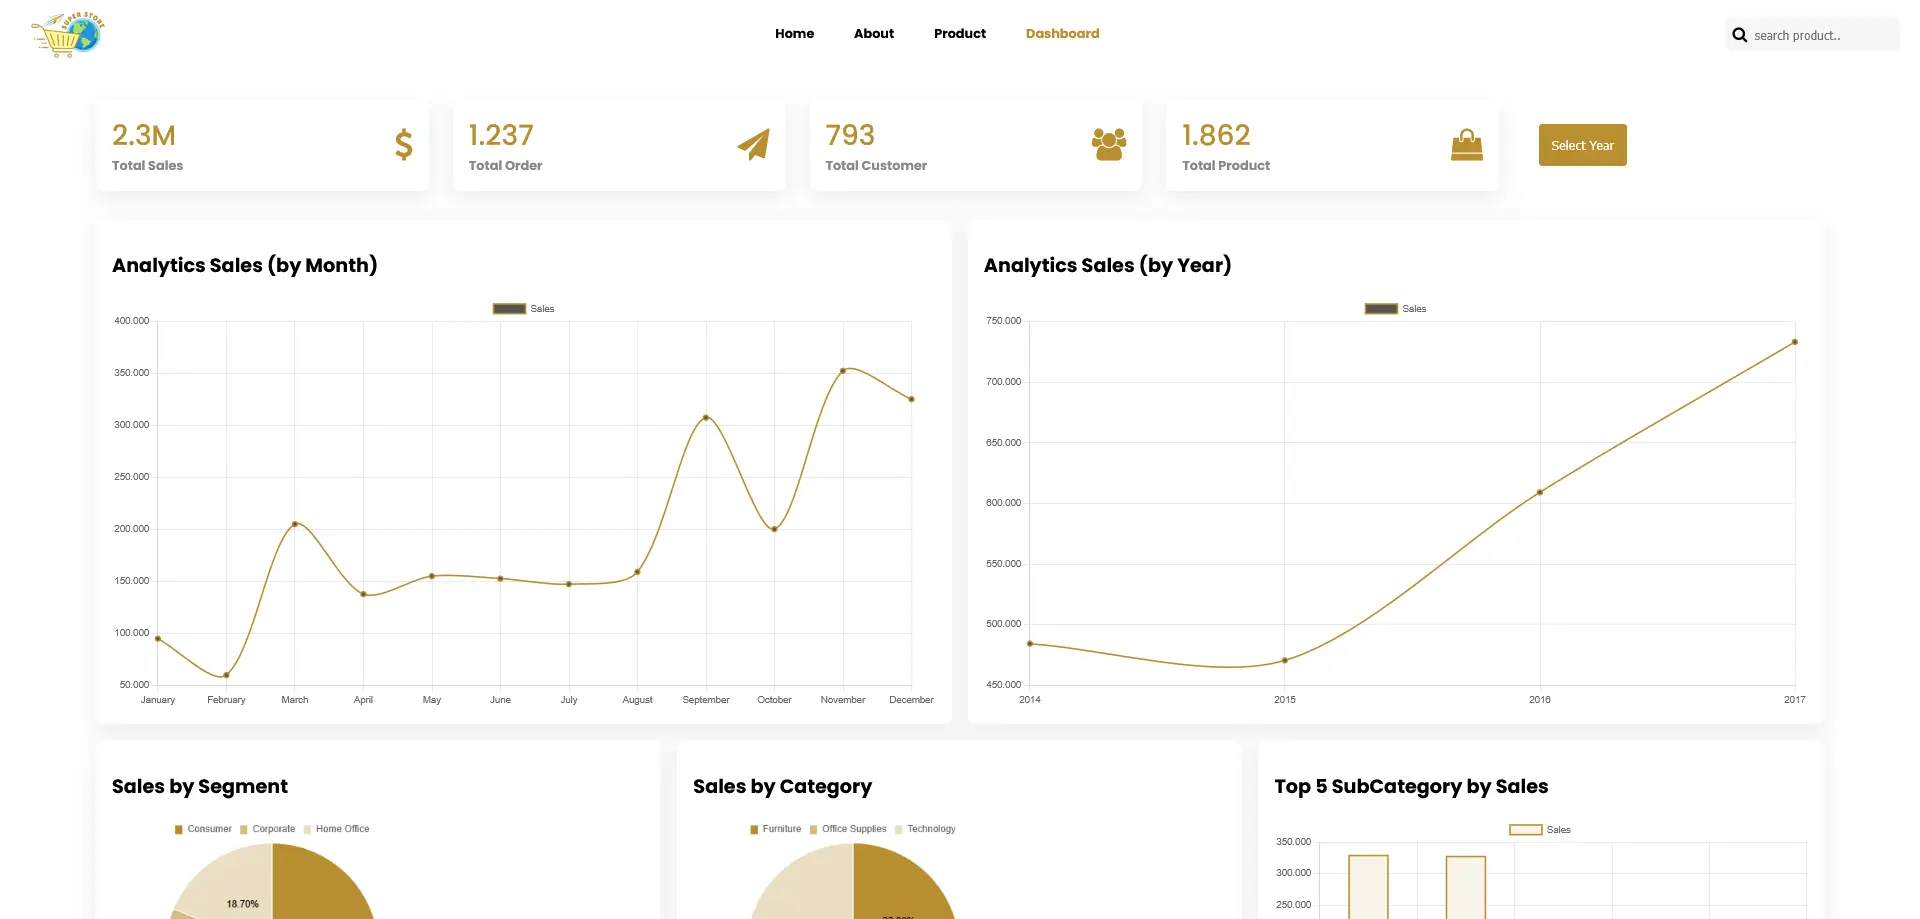 SUPER STORE
Home About Product Dashboard
search product..
2.3M
Total Sales
1.237
Total Order
793
Total Customer
1.862
Total Product
Select Year
Analytics Sales (by Month)
Sales
400.000
350.000
300.000
250.000
200.000
150.000
100.000
50.000
January February March April May June July August September October November December
Analytics Sales (by Year)
Sales
750.000
700.000
650.000
600.000
550.000
500.000
450.000
2014 2015 2016 2017
Sales by Segment
Consumer Corporate Home Office
18.70%
Sales by Category
Furniture Office Supplies Technology
Top 5 SubCategory by Sales
Sales
350.000
300.000
250.000